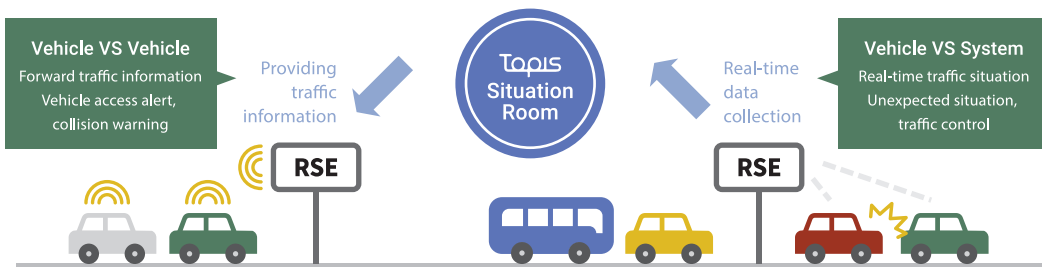 Vehicle VS Vehicle
Forward traffic information
Vehicle access alert,
collision warning
Providing
traffic
information
Topis
Situation
Room
Real-time
data
collection
Vehicle VS System
Real-time traffic situation
Unexpected situation,
traffic control
RSE
RSE